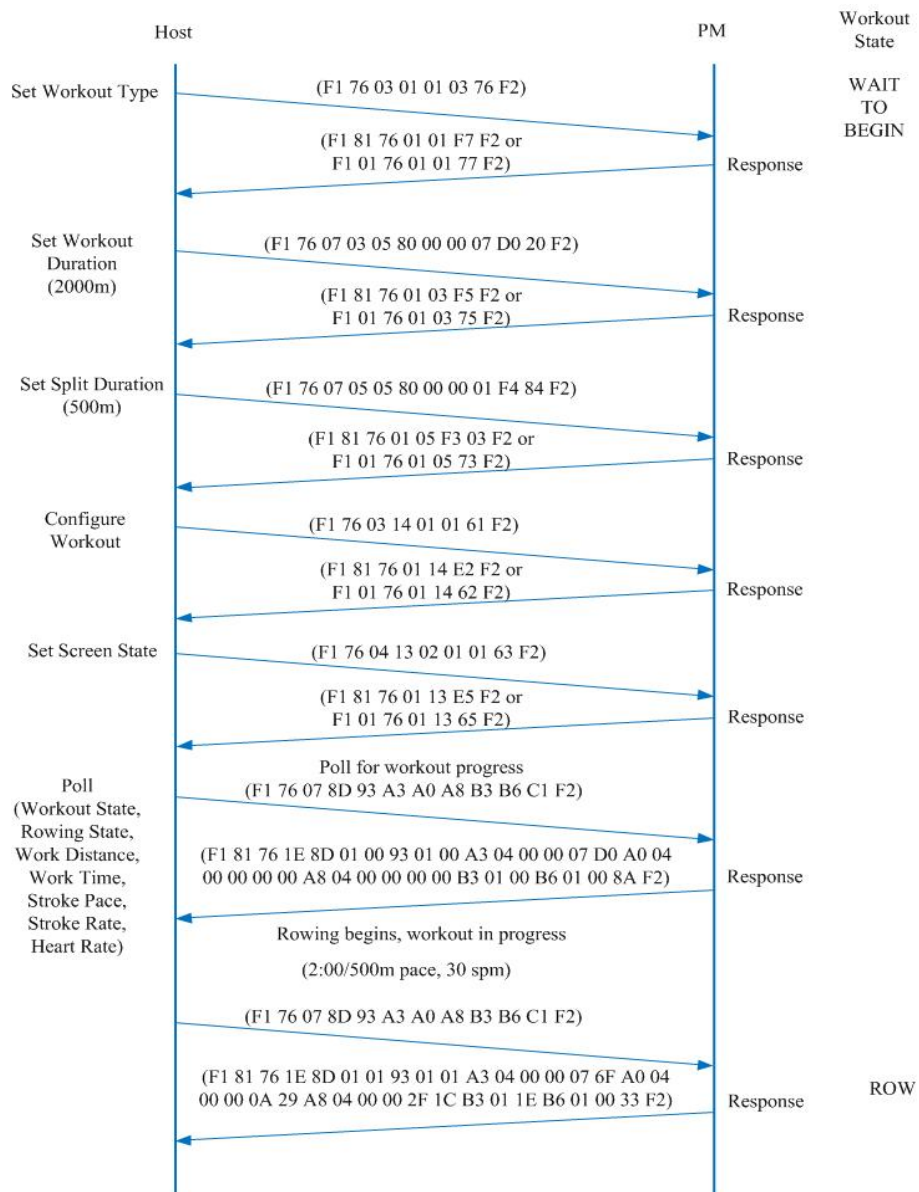 Host
PM
Workout
State
Set Workout Type
(F1 76 03 01 01 03 76 F2)
WAIT
TO
BEGIN
(F1 81 76 01 01 F7 F2 or
F1 01 76 01 01 77 F2)
Response
Set Workout
Duration
(2000m)
(F1 76 07 03 05 80 00 00 07 D0 20 F2)
(F1 81 76 01 03 F5 F2 or
F1 01 76 01 03 75 F2)
Response
Set Split Duration
(500m)
(F1 76 07 05 05 80 00 00 01 F4 84 F2)
(F1 81 76 01 05 F3 03 F2 or
F1 01 76 01 05 73 F2)
Response
Configure
Workout
(F1 76 03 14 01 01 61 F2)
(F1 81 76 01 14 E2 F2 or
F1 01 76 01 14 62 F2)
Response
Set Screen State
(F1 76 04 13 02 01 01 63 F2)
(F1 81 76 01 13 E5 F2 or
F1 01 76 01 13 65 F2)
Response
Poll
(Workout State,
Rowing State,
Work Distance,
Work Time,
Stroke Pace,
Stroke Rate,
Heart Rate)
Poll for workout progress
(F1 76 07 8D 93 A3 A0 A8 B3 B6 C1 F2)
(F1 81 76 1E 8D 01 00 93 01 00 A3 04 00 00 07 D0 A0 04
00 00 00 00 A8 04 00 00 00 00 B3 01 00 B6 01 00 8A F2)
Response
Rowing begins, workout in progress
(2:00/500m pace, 30 spm)
(F1 76 07 8D 93 A3 A0 A8 B3 B6 C1 F2)
(F1 81 76 1E 8D 01 01 93 01 01 A3 04 00 00 07 6F A0 04
00 00 0A 29 A8 04 00 00 2F 1C B3 01 1E B6 01 00 33 F2)
Response
ROW